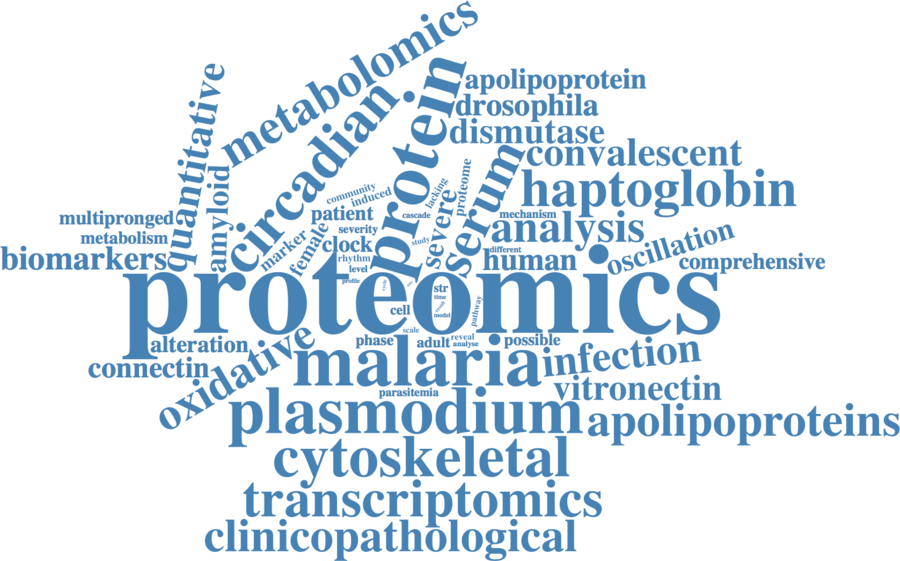 metabolomics
quantitative
circadian
protein
apolipoprotein
drosophila
dismutase
serum
convalescent
haptoglobin
amyloid
multipronged
metabolism
biomarkers
community
induced
lacking
proteome
patient
cascade
mechanism
severe
analysis
severity
female
marker
clock
study
different
human
oscillation
comprehensive
rhythm
level
profile
cycle
proteomics
str
time
model
cell
pathway
scale
alteration
phase
adult
reveal
analyse
possible
connectin
oxidative
malaria
infection
parasitemia
vitronectin
plasmodium
apolipoproteins
cytoskeletal
transcriptomics
clinicopathological